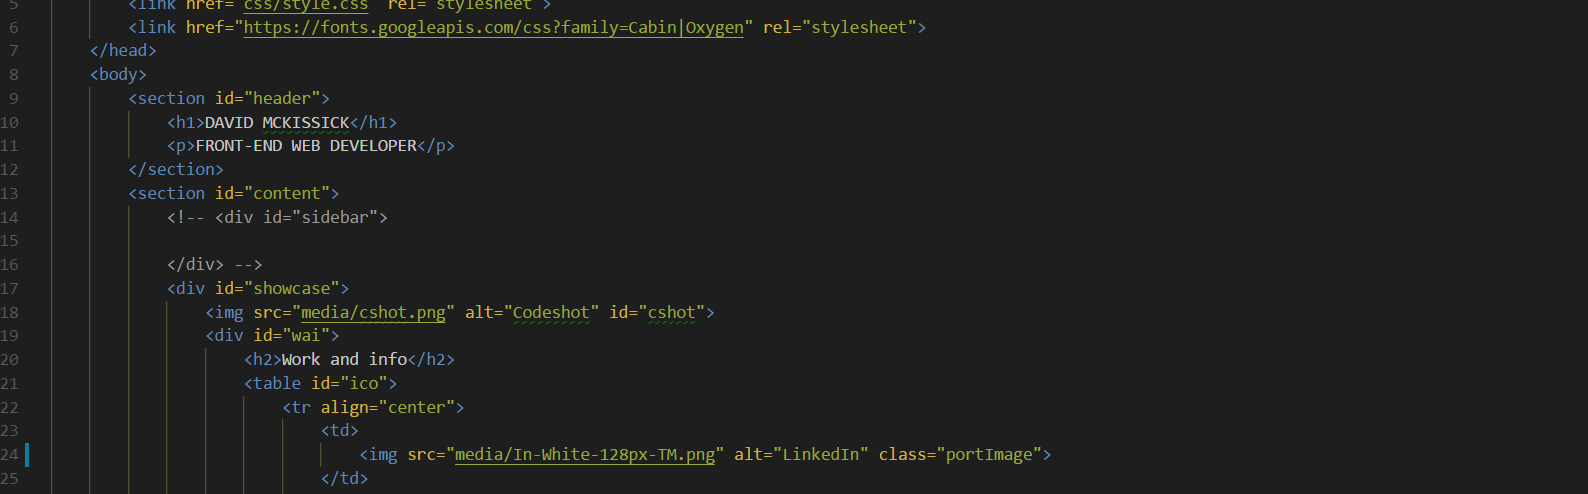 5 <link href="css/style.css" rel="stylesheet">
6 <link href="https://fonts.googleapis.com/css?family=Cabin|Oxygen" rel="stylesheet">
7 </head>
8 <body>
9 <section id="header">
10 <h1>DAVID MCKISSICK</h1>
11 <p>FRONT-END WEB DEVELOPER</p>
12 </section>
13 <section id="content">
14 <!-- <div id="sidebar">
15
16 </div> -->
17 <div id="showcase">
18 <img src="media/cshot.png" alt="Codeshot" id="cshot">
19 <div id="wai">
20 <h2>Work and info</h2>
21 <table id="ico">
22 <tr align="center">
23 <td>
24 <img src="media/In-White-128px-TM.png" alt="LinkedIn" class="portImage">
25 </td>